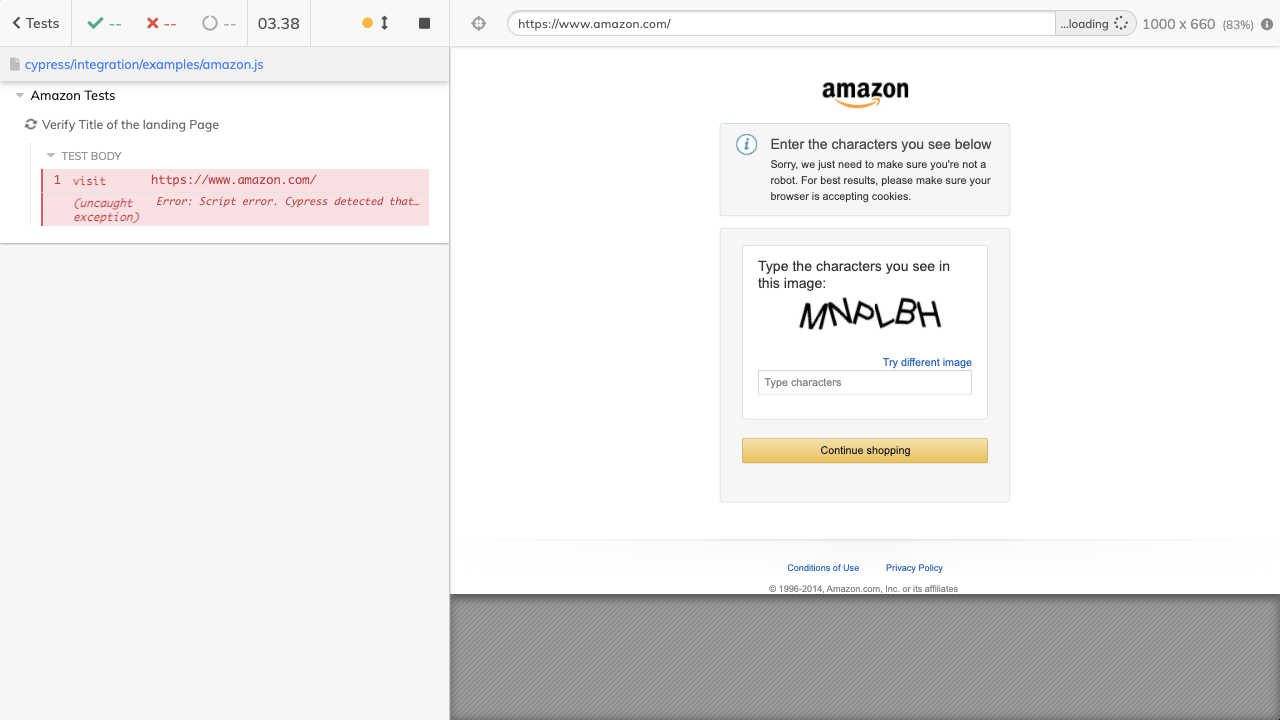 Tests
--
--
--
03.38
https://www.amazon.com/
...loading
1000 x 660 (83%)
cypress/integration/examples/amazon.js
Amazon Tests
Verify Title of the landing Page
TEST BODY
1 visit https://www.amazon.com/
(uncaught exception) Error: Script error. Cypress detected that…
amazon
Enter the characters you see below
Sorry, we just need to make sure you're not a
robot. For best results, please make sure your
browser is accepting cookies.
Type the characters you see in
this image:
MNPLBH
Try different image
Type characters
Continue shopping
Conditions of Use Privacy Policy
© 1996-2014, Amazon.com, Inc. or its affiliates